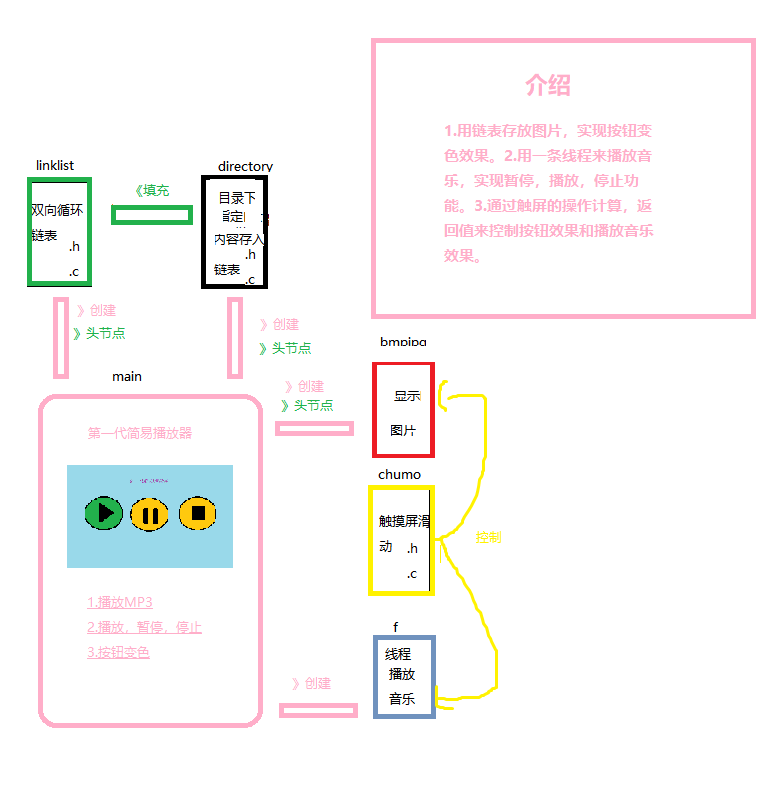 介绍
1.用链表存放图片，实现按钮变
色效果。2.用一条线程来播放音
乐，实现暂停，播放，停止功
能。3.通过触屏的操作计算，返
回值来控制按钮效果和播放音乐
效果。
linklist
双向循环
链表
.h
.c
《填充
directory
目录下
内容存入
.h
链表
.c
》创建
》头节点
》创建
》头节点
main
第一代简易播放器
1.播放MP3
2.播放，暂停，停止
3.按钮变色
》创建
》头节点
bmpipa
显示
图片
chumo
触摸屏滑
动
.h
.c
控制
》创建
f
线程
播放
音乐